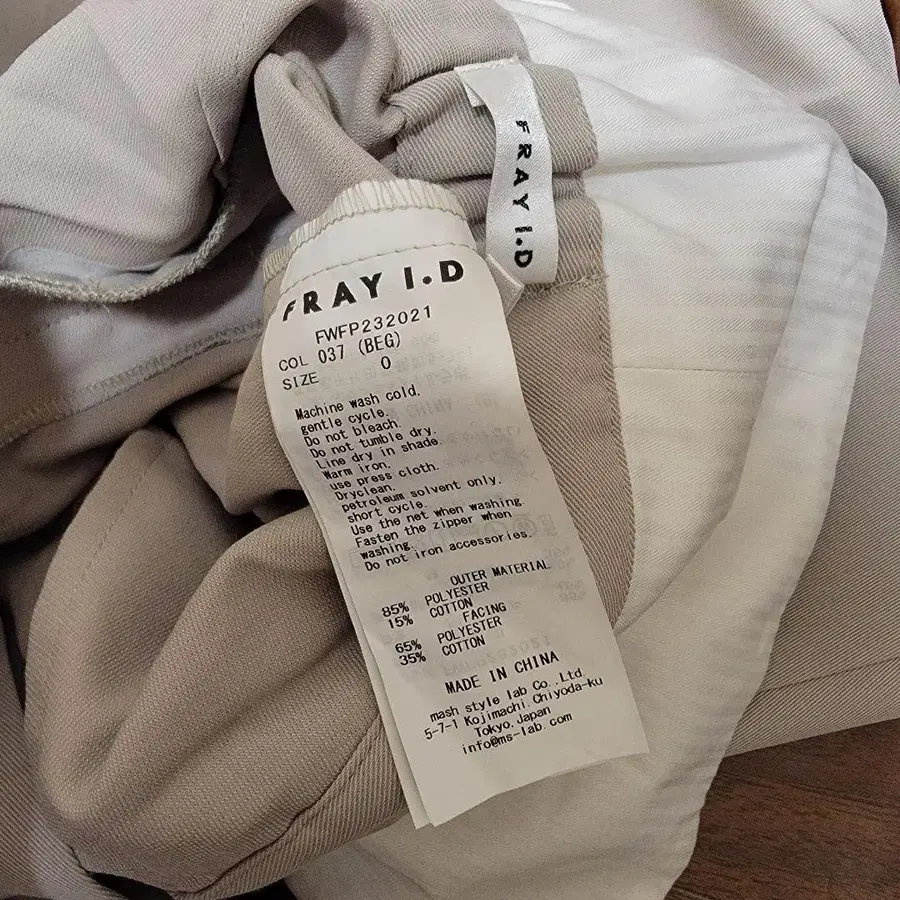 FRAY I.D
FRAY I.D
FWFP232021
COL 037 (BEG)
SIZE 0
Machine wash cold.
gentle cycle.
Do not bleach.
Do not tumble dry.
Line dry in shade.
Warm iron.
use press cloth.
Dryclean.
petroleum solvent only.
short cycle.
Use the net when washing
Fasten the zipper when
washing.
Do not iron accessories.
OUTER MATERIAL
85% POLYESTER
15% COTTON
FACING
65% POLYESTER
35% COTTON
MADE IN CHINA
mash style lab Co.,Ltd.
5-7-1 Kojimachi.Chiyoda-ku
Tokyo.Japan
info@ms-lab.com